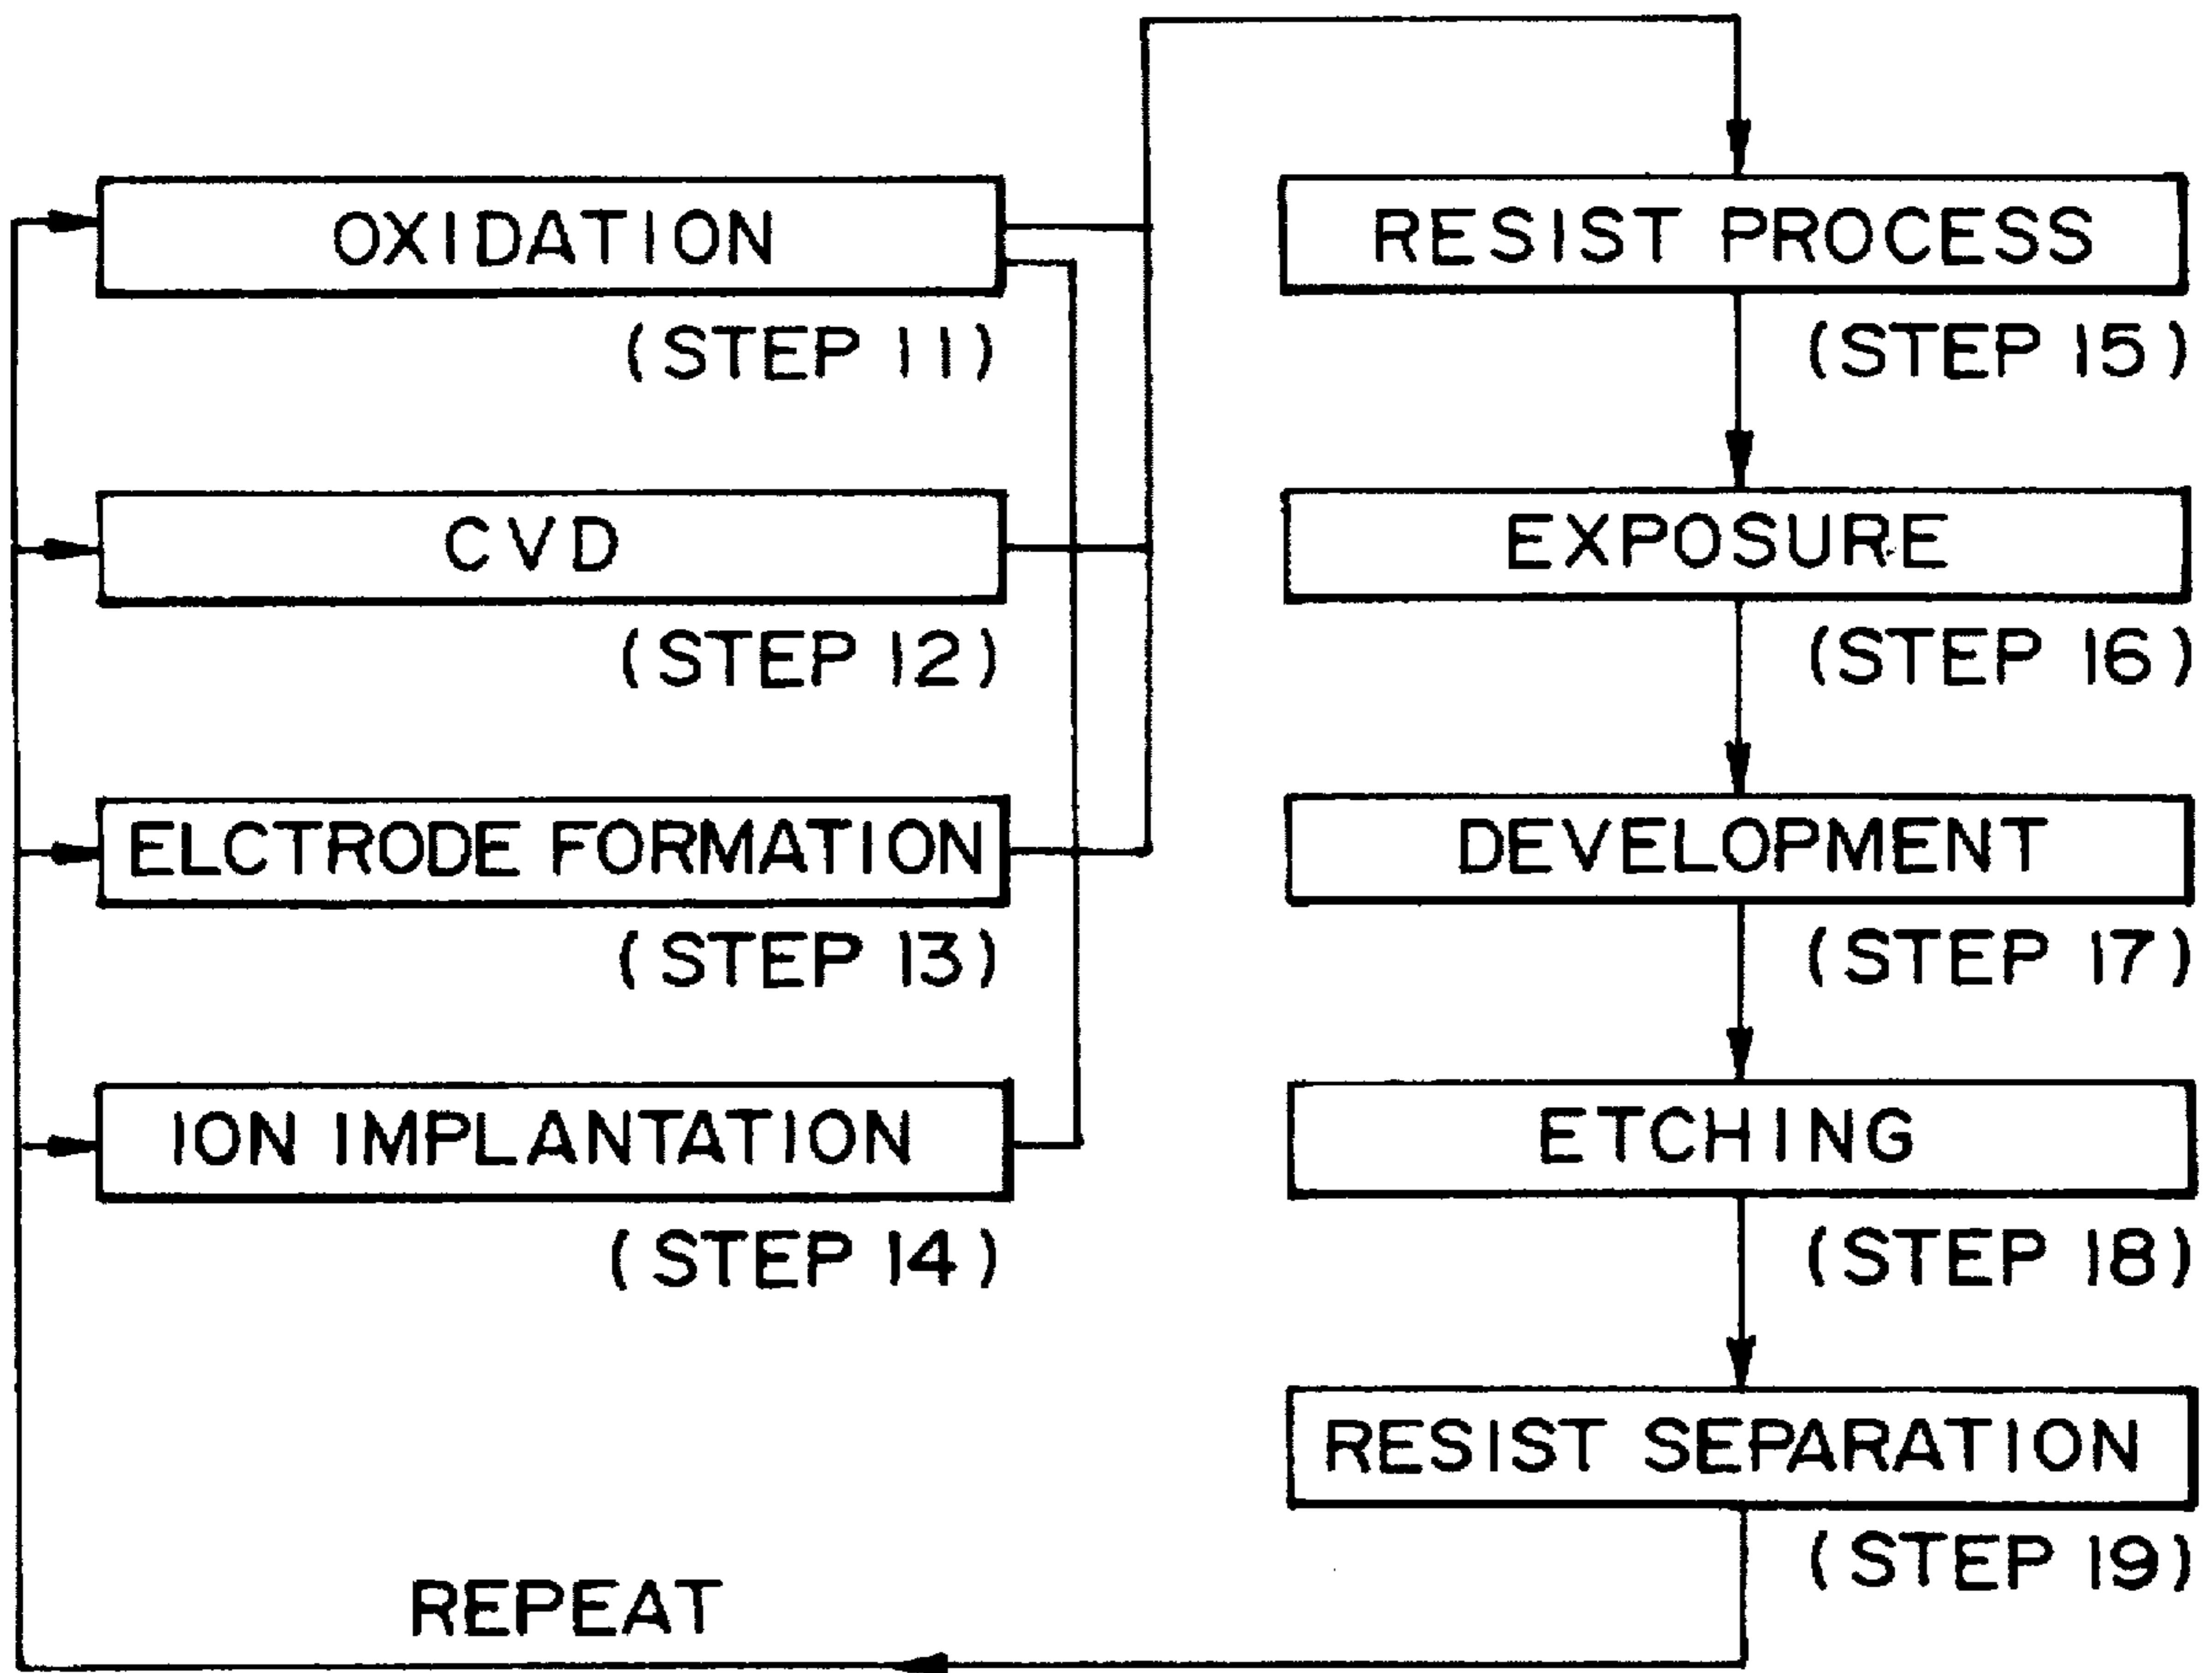 OXIDATION
(STEP 11)
CVD
(STEP 12)
ELCTRODE FORMATION
(STEP 13)
ION IMPLANTATION
(STEP 14)
RESIST PROCESS
(STEP 15)
EXPOSURE
(STEP 16)
DEVELOPMENT
(STEP 17)
ETCHING
(STEP 18)
RESIST SEPARATION
(STEP 19)
REPEAT